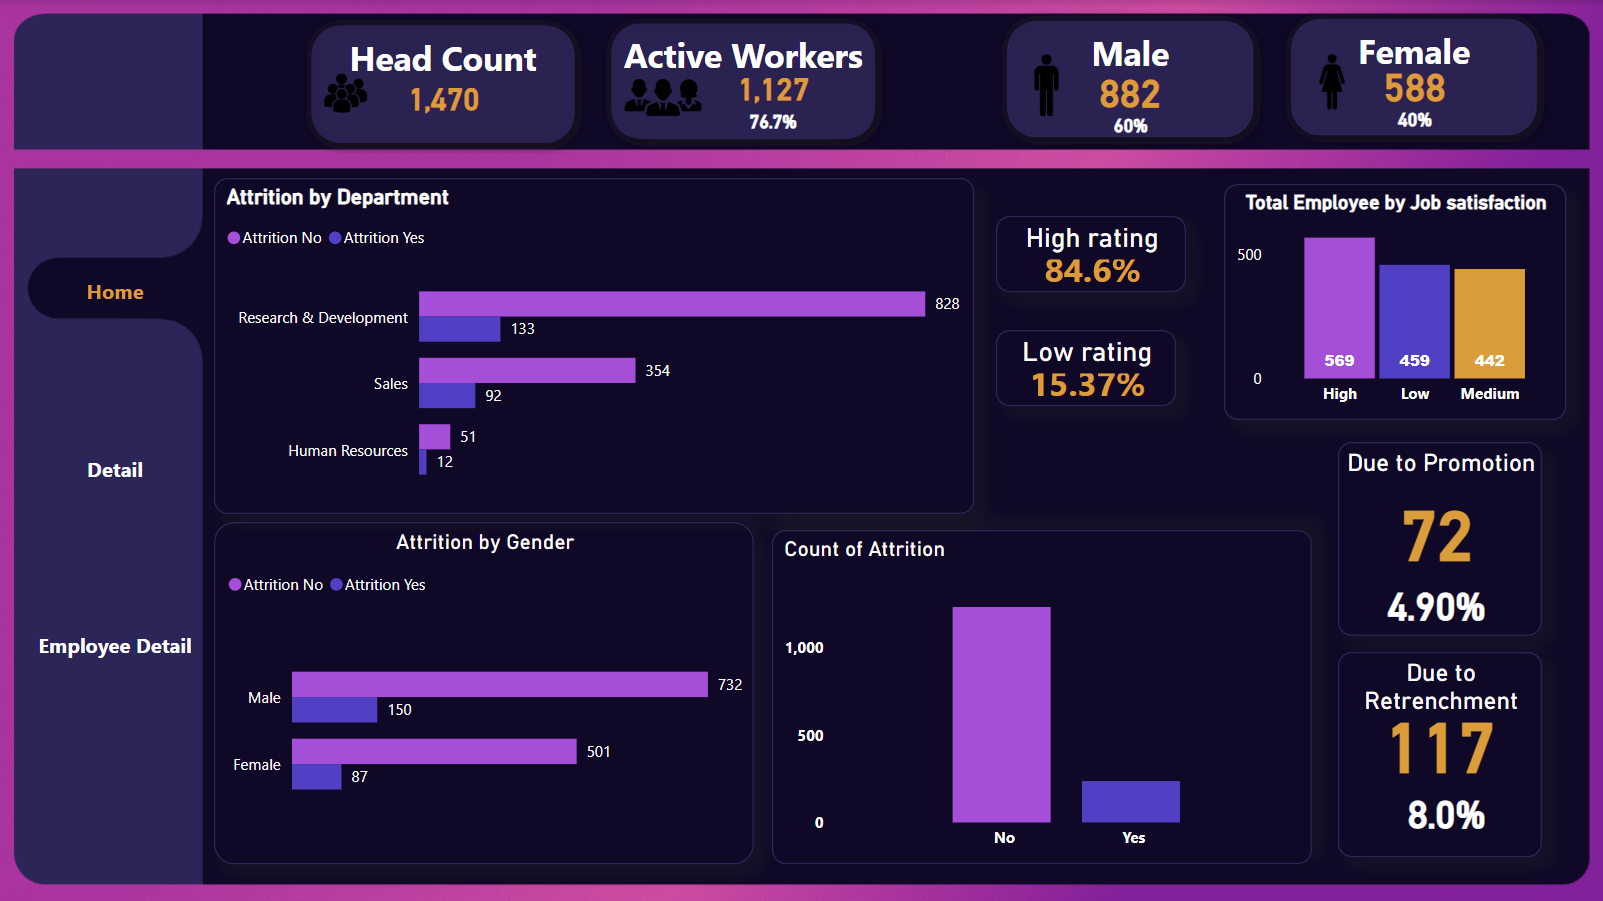 Head Count
1,470
Active Workers
1,127
76.7%
Male
882
60%
Female
588
40%
Home
Detail
Employee Detail
Attrition by Department
Attrition No Attrition Yes
Research & Development
828
133
Sales
354
92
Human Resources
51
12
High rating
84.6%
Low rating
15.37%
Total Employee by Job satisfaction
500
0
569
459
442
High
Low
Medium
Attrition by Gender
Attrition No Attrition Yes
Male
732
150
Female
501
87
Count of Attrition
1,000
500
0
No
Yes
Due to Promotion
72
4.90%
Due to
Retrenchment
117
8.0%